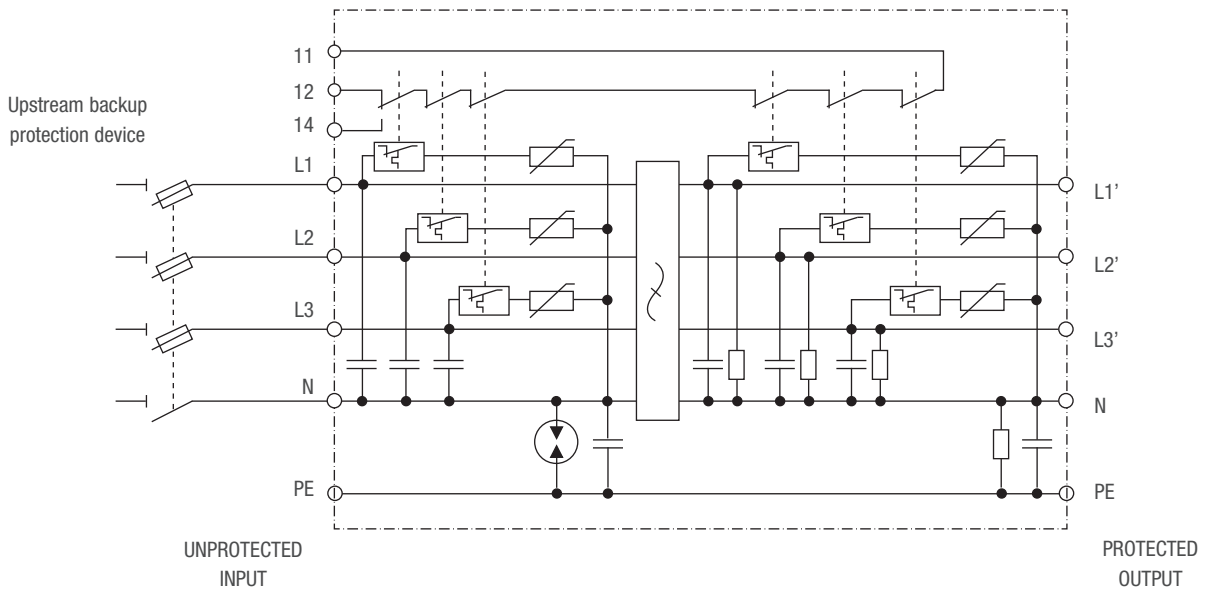 11
12
14
Upstream backup
protection device
L1
L2
L3
N
PE
L1’
L2’
L3’
N
PE
UNPROTECTED
INPUT
PROTECTED
OUTPUT